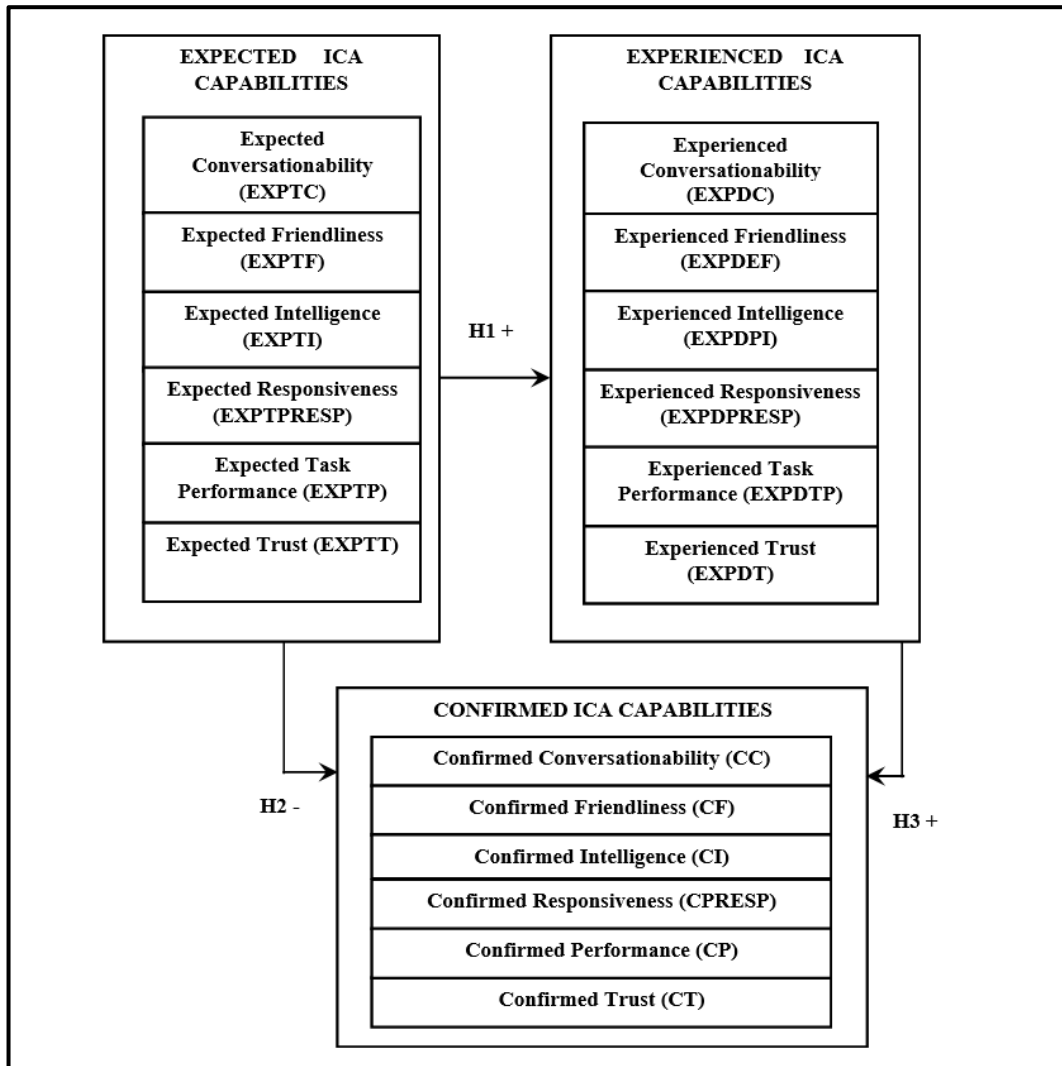 EXPECTED ICA
CAPABILITIES
Expected
Conversationability
(EXPTC)
Expected Friendliness
(EXPTF)
Expected Intelligence
(EXPTI)
Expected Responsiveness
(EXPTPRESP)
Expected Task
Performance (EXPTP)
Expected Trust (EXPTT)
H1 +
EXPERIENCED ICA
CAPABILITIES
Experienced
Conversationability
(EXPDC)
Experienced Friendliness
(EXPDEF)
Experienced Intelligence
(EXPDPI)
Experienced Responsiveness
(EXPDPRESP)
Experienced Task
Performance (EXPDTP)
Experienced Trust
(EXPDT)
H2 -
CONFIRMED ICA CAPABILITIES
Confirmed Conversationability (CC)
Confirmed Friendliness (CF)
Confirmed Intelligence (CI)
Confirmed Responsiveness (CPRESP)
Confirmed Performance (CP)
Confirmed Trust (CT)
H3 +